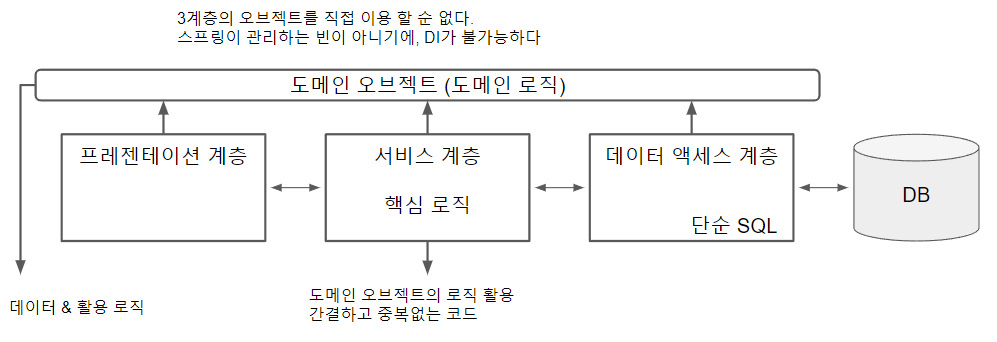 3계층의 오브젝트를 직접 이용 할 순 없다.
스프링이 관리하는 빈이 아니기에, DI가 불가능하다
도메인 오브젝트 (도메인 로직)
프레젠테이션 계층
서비스 계층
핵심 로직
데이터 액세스 계층
단순 SQL
DB
데이터 & 활용 로직
도메인 오브젝트의 로직 활용
간결하고 중복없는 코드